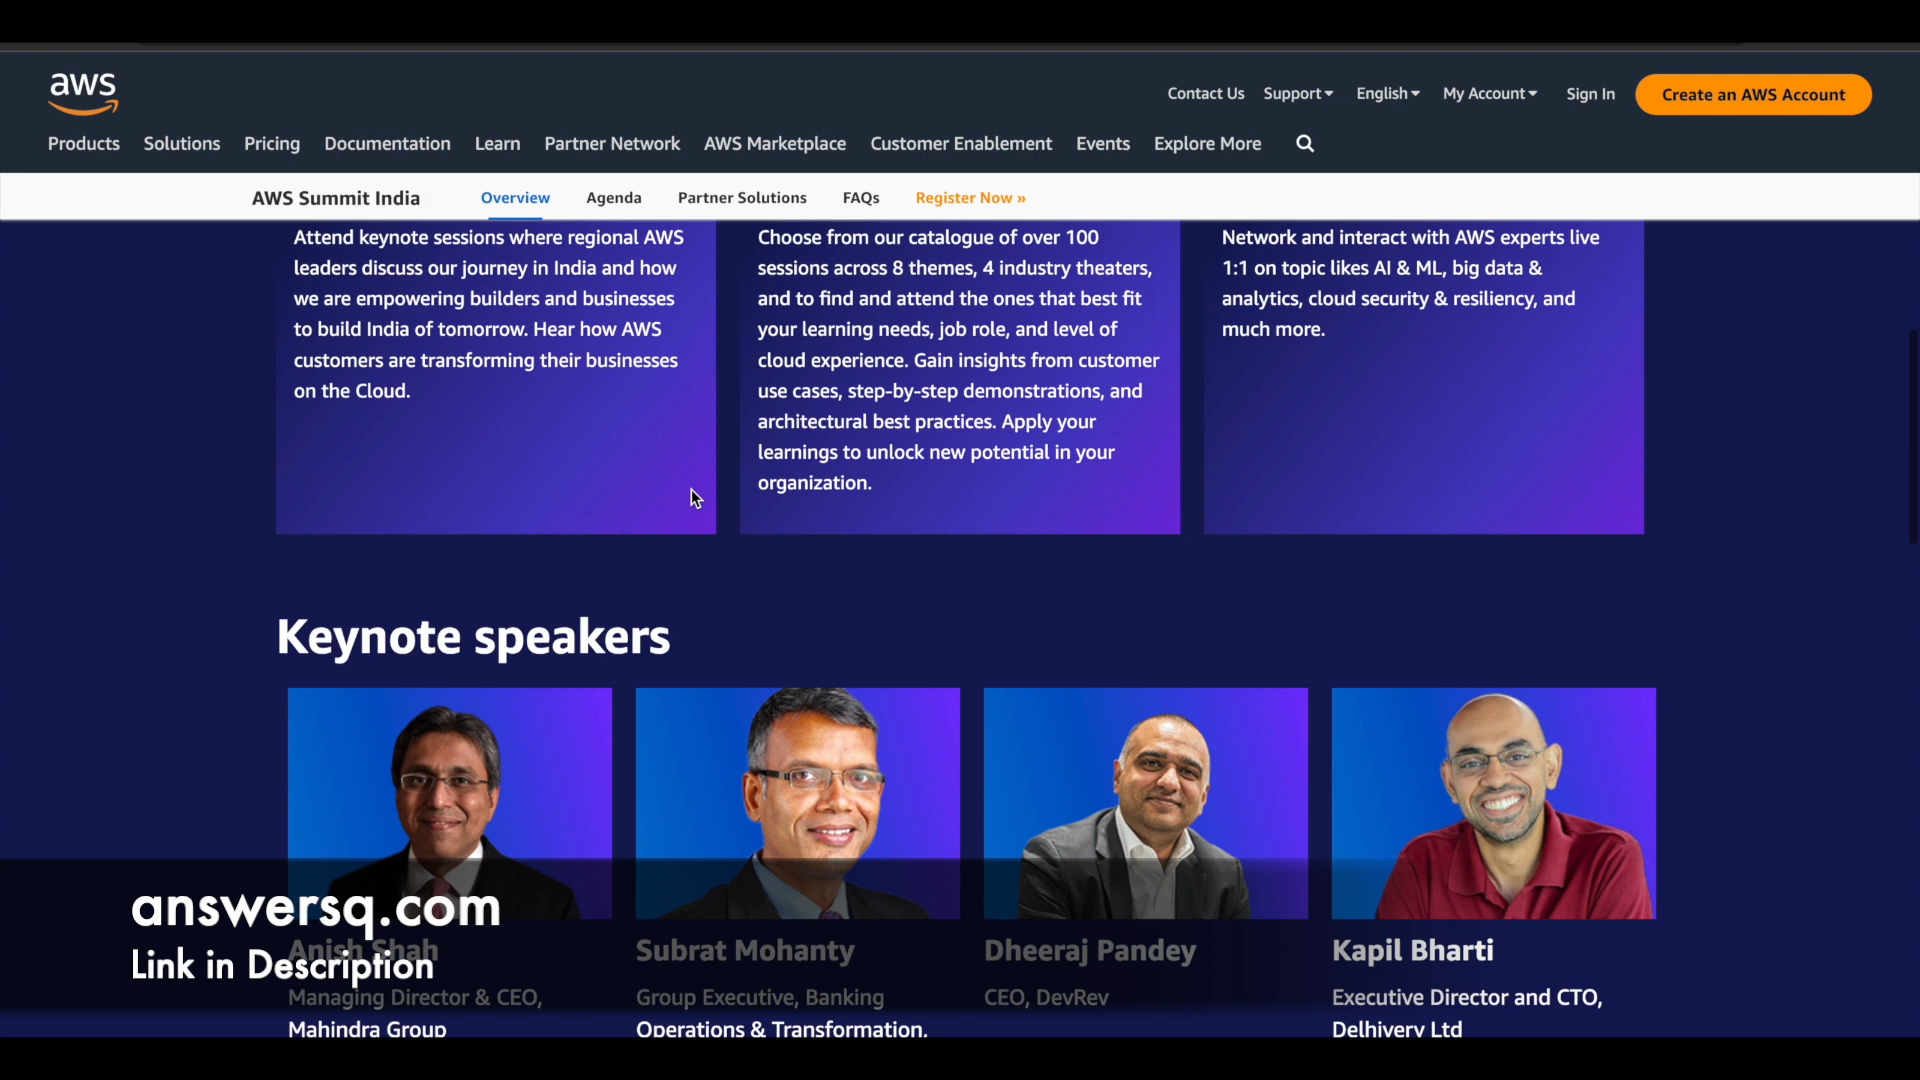 aws
Contact Us Support English My Account Sign In Create an AWS Account
Products Solutions Pricing Documentation Learn Partner Network AWS Marketplace Customer Enablement Events Explore More
AWS Summit India Overview Agenda Partner Solutions FAQs Register Now »
Attend keynote sessions where regional AWS
leaders discuss our journey in India and how
we are empowering builders and businesses
to build India of tomorrow. Hear how AWS
customers are transforming their businesses
on the Cloud.
Choose from our catalogue of over 100
sessions across 8 themes, 4 industry theaters,
and to find and attend the ones that best fit
your learning needs, job role, and level of
cloud experience. Gain insights from customer
use cases, step-by-step demonstrations, and
architectural best practices. Apply your
learnings to unlock new potential in your
organization.
Network and interact with AWS experts live
1:1 on topic likes AI & ML, big data &
analytics, cloud security & resiliency, and
much more.
Keynote speakers
answersq.com
Link in Description
Anish Shah
Managing Director & CEO,
Mahindra Group
Subrat Mohanty
Group Executive, Banking
Operations & Transformation,
Dheeraj Pandey
CEO, DevRev
Kapil Bharti
Executive Director and CTO,
Delhivery Ltd